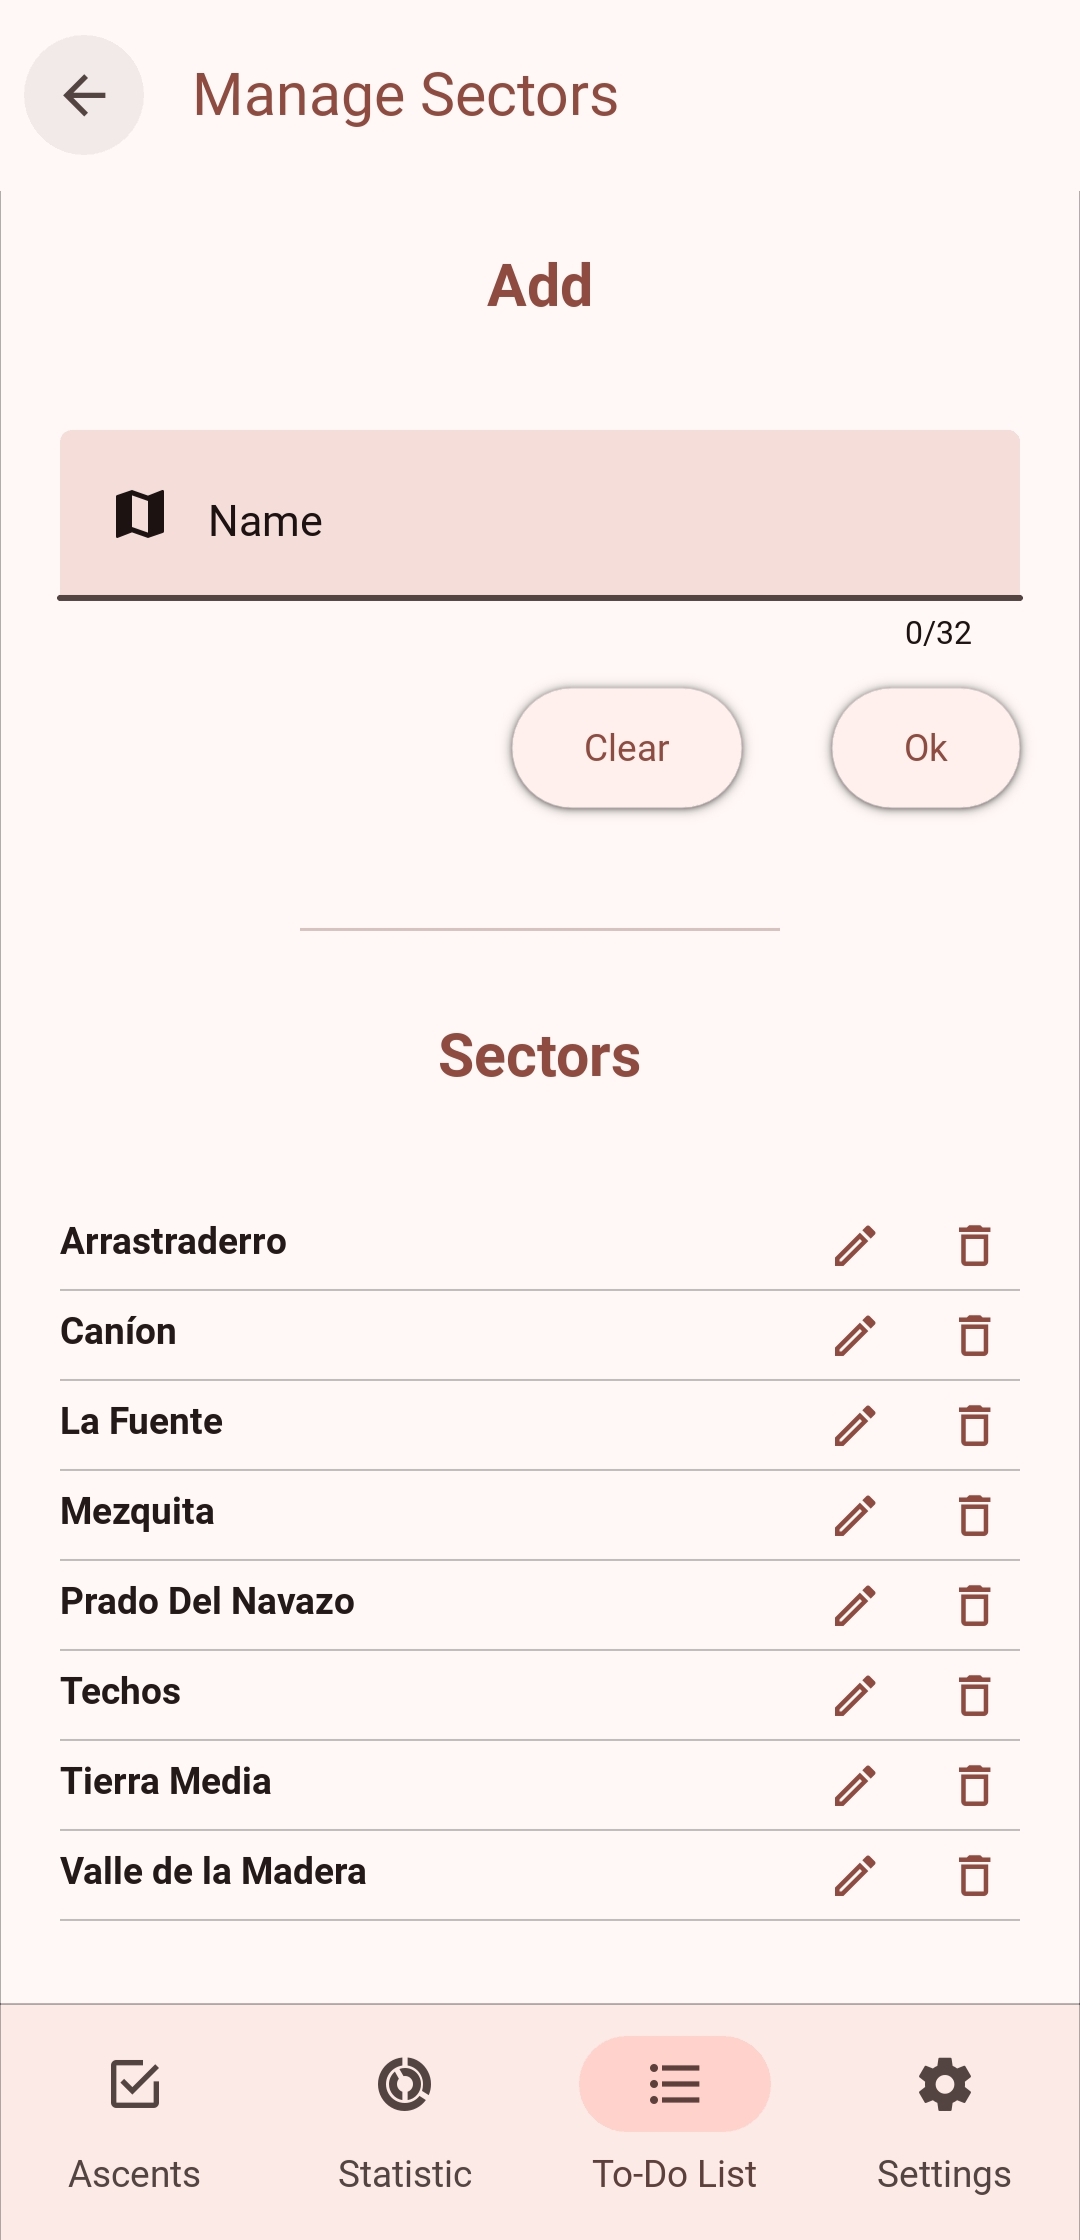 Manage Sectors
Add
Name
0/32
Clear
Ok
Sectors
Arrastraderro
Caníon
La Fuente
Mezquita
Prado Del Navazo
Techos
Tierra Media
Valle de la Madera
Ascents
Statistic
To-Do List
Settings